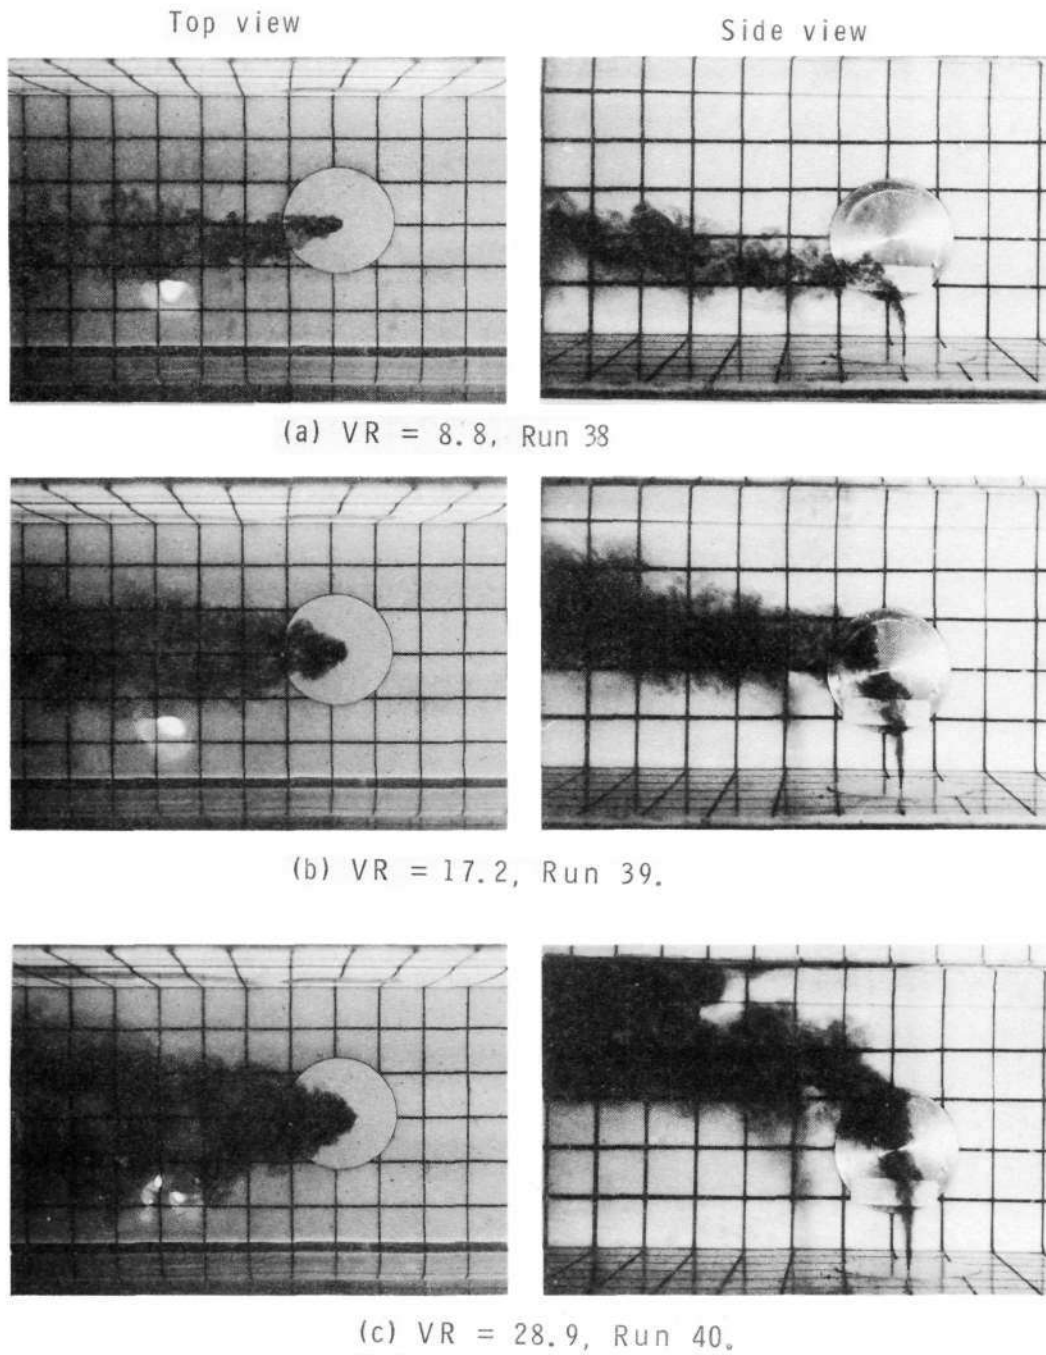 Top view
Side view
(a) VR = 8.8, Run 38
(b) VR = 17.2, Run 39.
(c) VR = 28.9, Run 40.